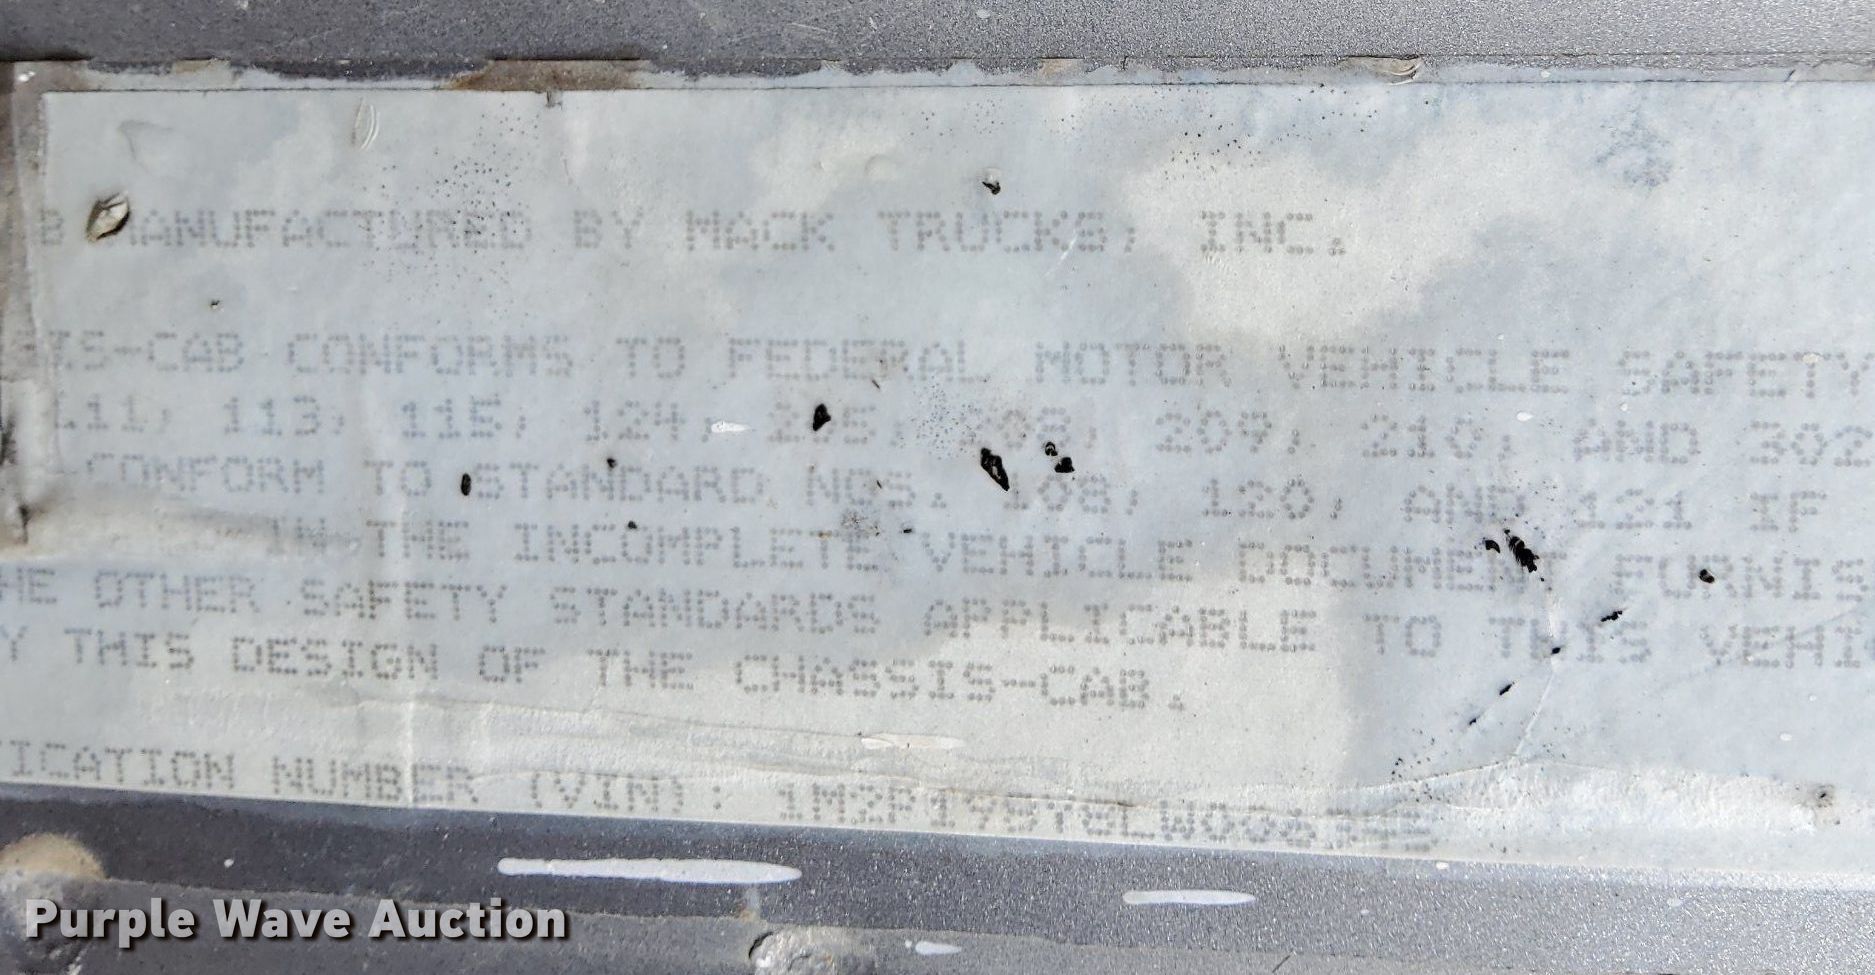 B MANUFACTURED BY MACK TRUCKS, INC.
IS-CAB CONFORMS TO FEDERAL MOTOR VEHICLE SAFETY
111, 113, 115, 124, 209, 210, AND 302
CONFORM TO STANDARD NOS. 108, 120, AND 121 IF
IN THE INCOMPLETE VEHICLE DOCUMENT FURNIS
HE OTHER SAFETY STANDARDS APPLICABLE TO THIS VEHI
Y THIS DESIGN OF THE CHASSIS-CAB.
ICATION NUMBER (VIN):
Purple Wave Auction